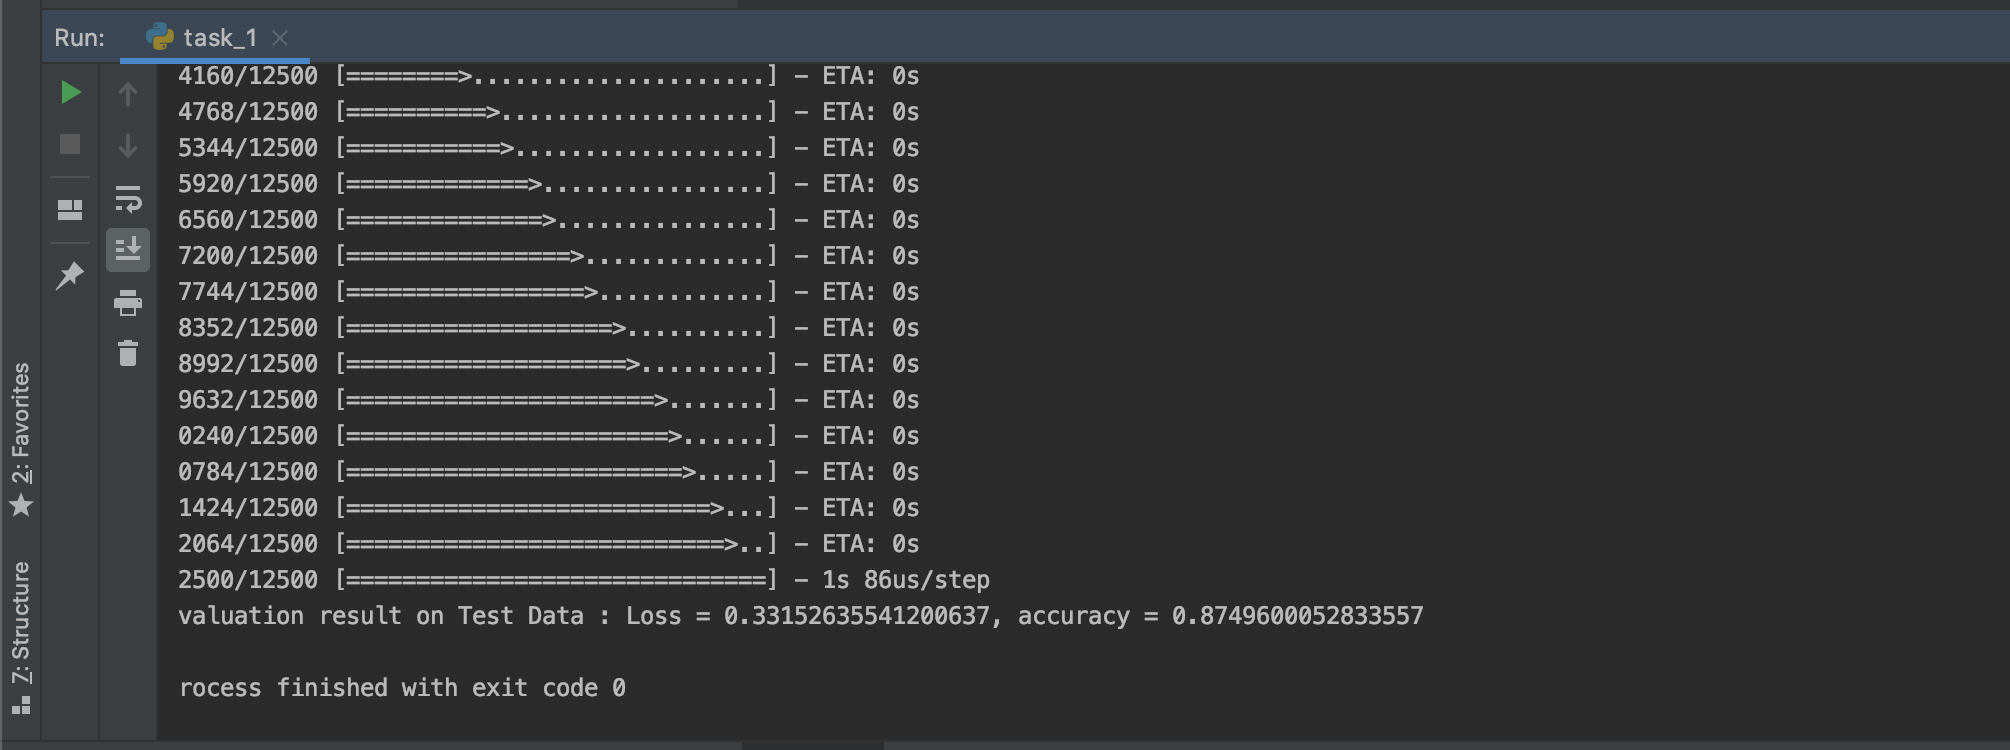 Run: task_1
4160/12500 [========>.....................] - ETA: 0s
4768/12500 [==========>...................] - ETA: 0s
5344/12500 [===========>..................] - ETA: 0s
5920/12500 [=============>................] - ETA: 0s
6560/12500 [==============>...............] - ETA: 0s
7200/12500 [================>.............] - ETA: 0s
7744/12500 [=================>............] - ETA: 0s
8352/12500 [===================>..........] - ETA: 0s
8992/12500 [====================>.........] - ETA: 0s
9632/12500 [======================>.......] - ETA: 0s
0240/12500 [=======================>......] - ETA: 0s
0784/12500 [========================>.....] - ETA: 0s
1424/12500 [==========================>...] - ETA: 0s
2064/12500 [===========================>..] - ETA: 0s
2500/12500 [==============================] - 1s 86us/step
valuation result on Test Data : Loss = 0.33152635541200637, accuracy = 0.8749600052833557
rocess finished with exit code 0
2: Favorites
7: Structure